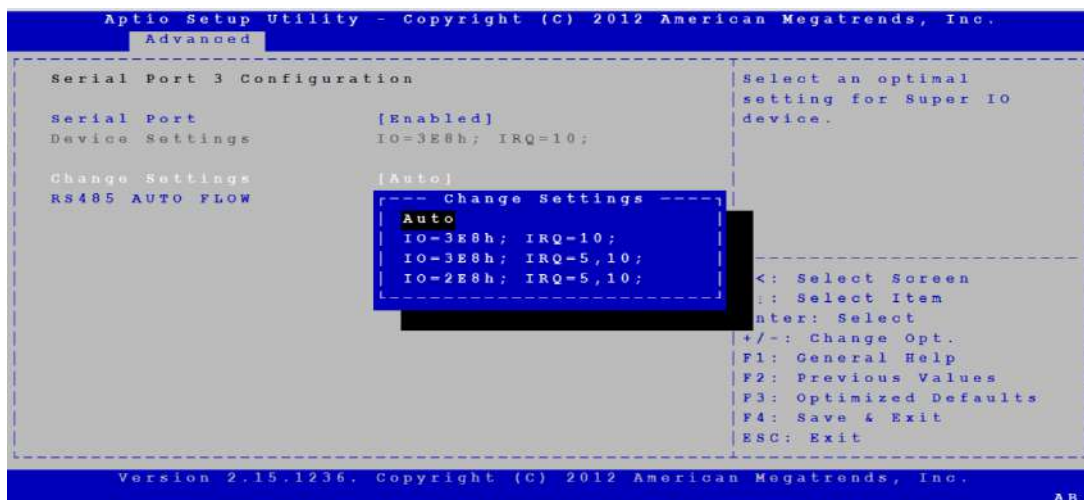 Aptio Setup Utility - Copyright (C) 2012 American Megatrends, Inc.
Advanced
Serial Port 3 Configuration
Serial Port [Enabled]
Device Settings IO=3E8h; IRQ=10;
Change Settings [Auto]
RS485 AUTO FLOW
Change Settings
Auto
IO=3E8h; IRQ=10;
IO=3E8h; IRQ=5,10;
IO=2E8h; IRQ=5,10;
Select an optimal
setting for Super IO
device.
<: Select Screen
: Select Item
nter: Select
+/-: Change Opt.
F1: General Help
F2: Previous Values
F3: Optimized Defaults
F4: Save & Exit
ESC: Exit
Version 2.15.1236. Copyright (C) 2012 American Megatrends, Inc.
AB